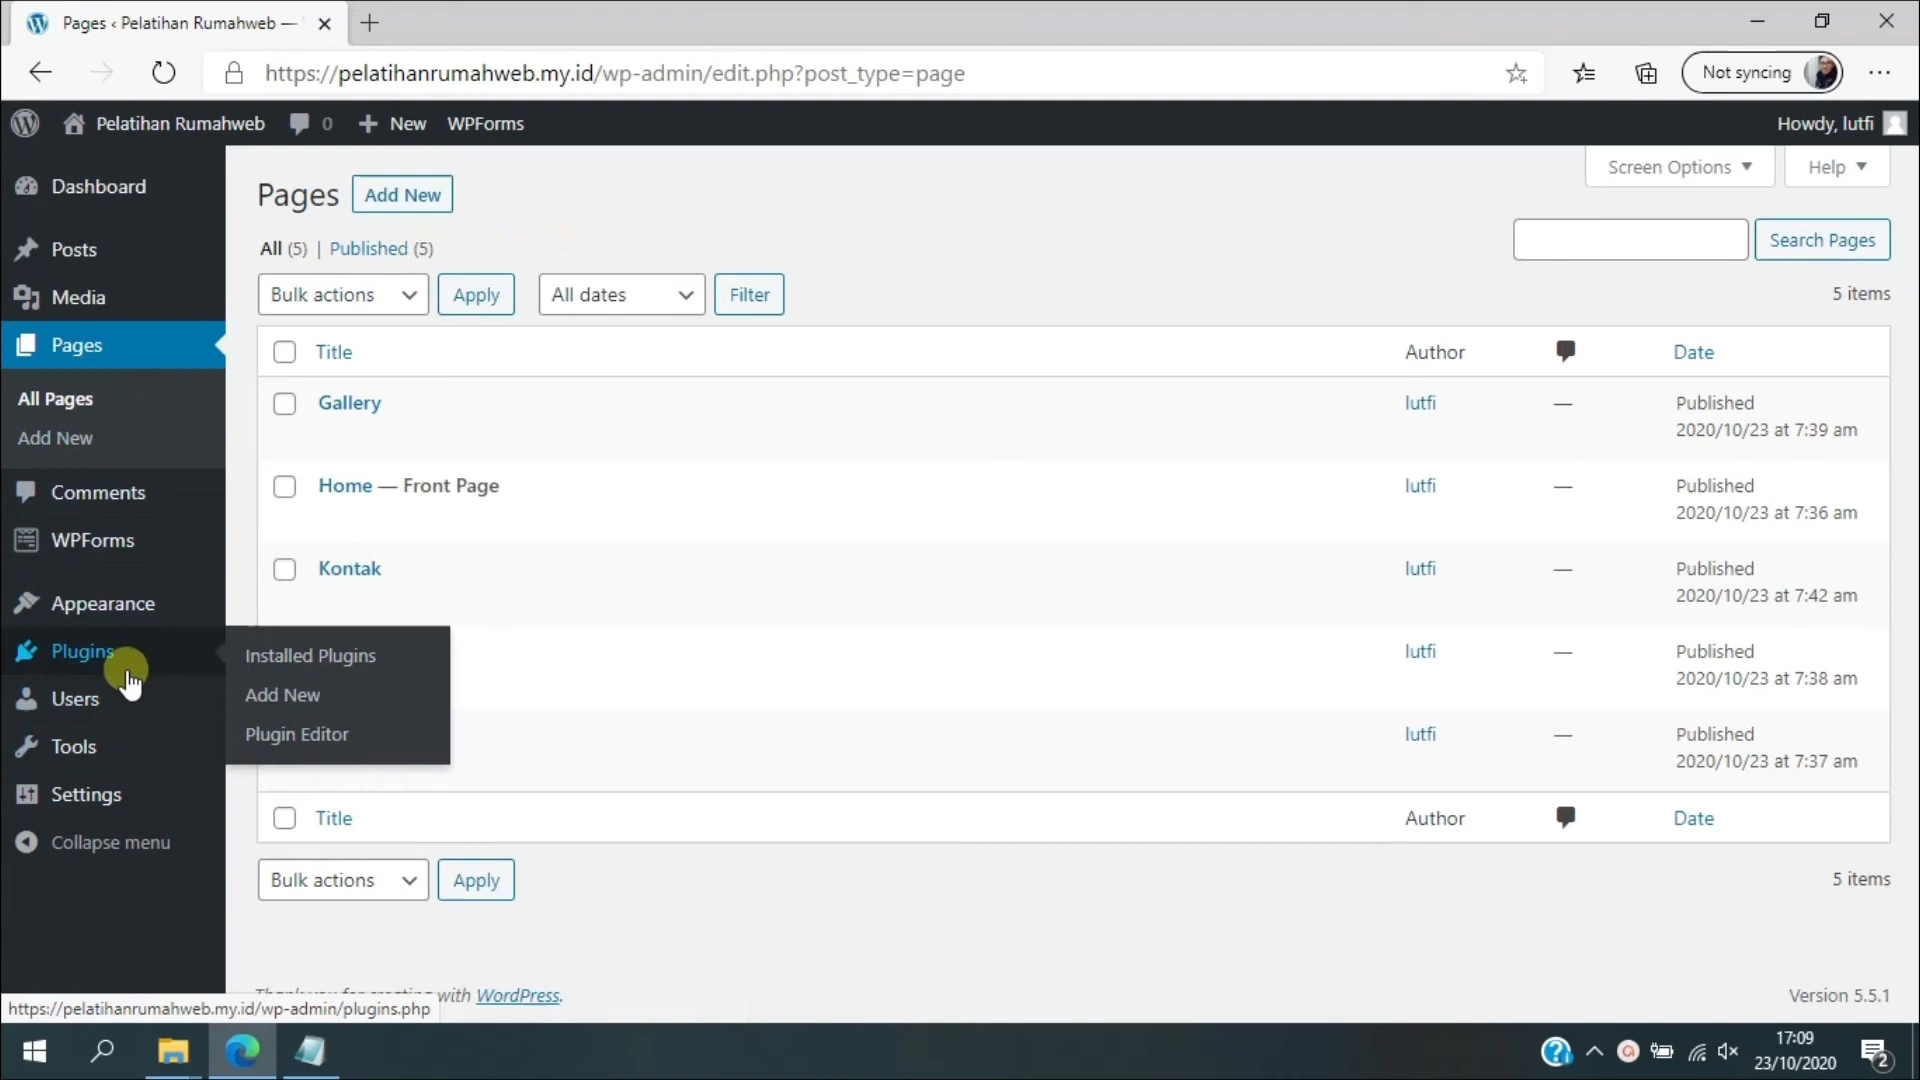 Pages ‹ Pelatihan Rumahweb —
https://pelatihanrumahweb.my.id/wp-admin/edit.php?post_type=page
Not syncing
Pelatihan Rumahweb 0 New WPForms
Howdy, lutfi
Dashboard
Posts
Media
Pages
All Pages
Add New
Comments
WPForms
Appearance
Plugins
Users
Tools
Settings
Collapse menu
Installed Plugins
Add New
Plugin Editor
Screen Options Help
Pages Add New
All (5) | Published (5)
Search Pages
Bulk actions Apply All dates Filter
5 items
Title Author Date
Gallery lutfi — Published
2020/10/23 at 7:39 am
Home — Front Page lutfi — Published
2020/10/23 at 7:36 am
Kontak lutfi — Published
2020/10/23 at 7:42 am
lutfi — Published
2020/10/23 at 7:38 am
lutfi — Published
2020/10/23 at 7:37 am
Title Author Date
Bulk actions Apply
5 items
Thank you for creating with WordPress.
Version 5.5.1
https://pelatihanrumahweb.my.id/wp-admin/plugins.php
17:09
23/10/2020
2